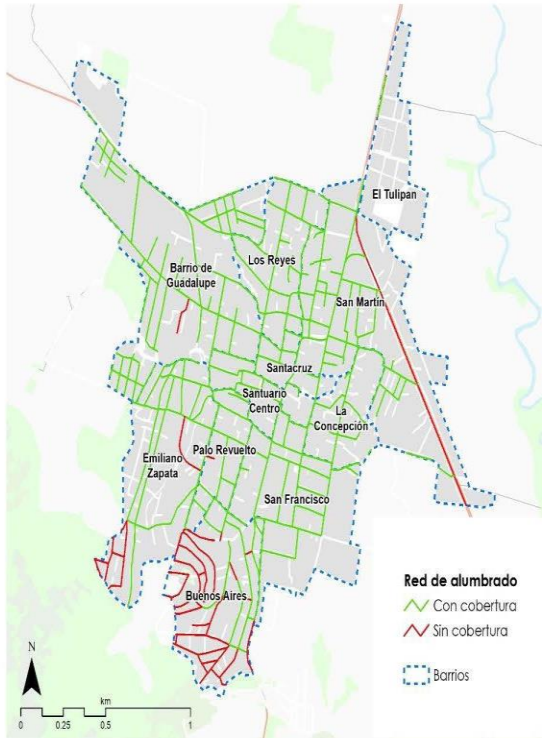 El Tulipan
Los Reyes
Barrio de
Guadalupe
San Martín
Santacruz
Santuario
Centro
La
Concepción
Palo Revuelto
Emiliano
Zapata
San Francisco
Buenos Aires
Red de alumbrado
Con cobertura
Sin cobertura
Barrios
N
km
0 0.25 0.5 1